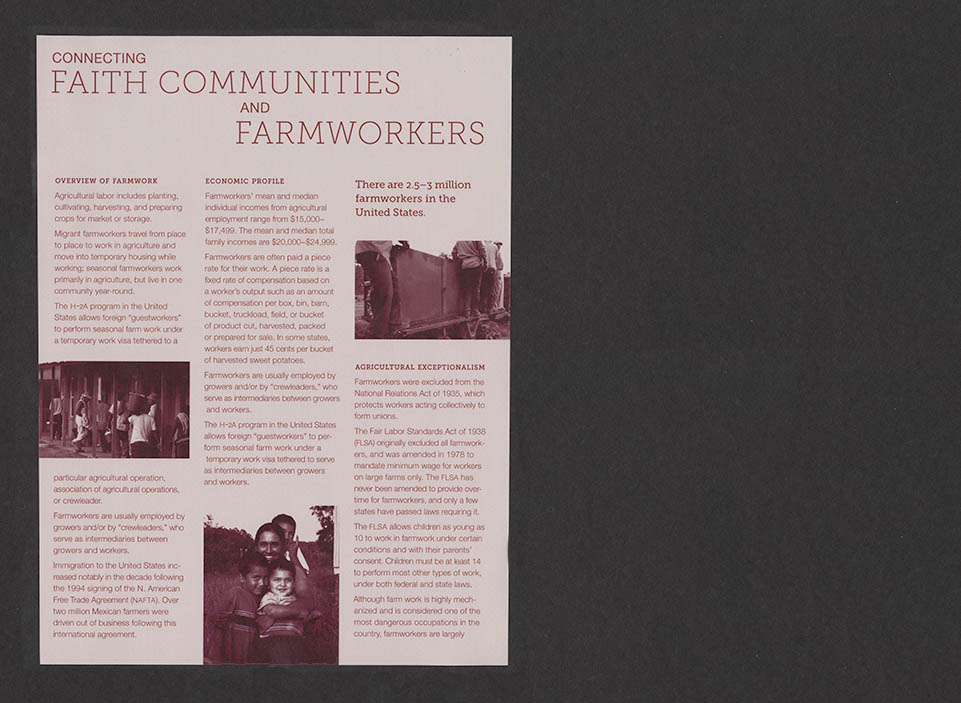 CONNECTING
FAITH COMMUNITIES
AND
FARMWORKERS
OVERVIEW OF FARMWORK
Agricultural labor includes planting,
cultivating, harvesting, and preparing
crops for market or storage.
Migrant farmworkers travel from place
to place to work in agriculture and
move into temporary housing while
working; seasonal farmworkers work
primarily in agriculture, but live in one
community year-round.
The H-2A program in the United
States allows foreign “guestworkers”
to perform seasonal farm work under
a temporary work visa tethered to a
particular agricultural operation,
association of agricultural operations,
or crewleader.
Farmworkers are usually employed by
growers and/or by “crewleaders,” who
serve as intermediaries between
growers and workers.
Immigration to the United States inc-
reased notably in the decade following
the 1994 signing of the N. American
Free Trade Agreement (NAFTA). Over
two million Mexican farmers were
driven out of business following this
international agreement.
ECONOMIC PROFILE
Farmworkers’ mean and median
individual incomes from agricultural
employment range from $15,000–
$17,499. The mean and median total
family incomes are $20,000–$24,999.
Farmworkers are often paid a piece
rate for their work. A piece rate is a
fixed rate of compensation based on
a worker’s output such as an amount
of compensation per box, bin, barn,
bucket, truckload, field, or bucket
of product cut, harvested, packed
or prepared for sale. In some states,
workers earn just 45 cents per bucket
of harvested sweet potatoes.
Farmworkers are usually employed by
growers and/or by “crewleaders,” who
serve as intermediaries between growers
and workers.
The H-2A program in the United States
allows foreign “guestworkers” to per-
form seasonal farm work under a
temporary work visa tethered to serve
as intermediaries between growers
and workers.
There are 2.5–3 million
farmworkers in the
United States.
AGRICULTURAL EXCEPTIONALISM
Farmworkers were excluded from the
National Relations Act of 1935, which
protects workers acting collectively to
form unions.
The Fair Labor Standards Act of 1938
(FLSA) originally excluded all farmwork-
ers, and was amended in 1978 to
mandate minimum wage for workers
on large farms only. The FLSA has
never been amended to provide over-
time for farmworkers, and only a few
states have passed laws requiring it.
The FLSA allows children as young as
10 to work in farmwork under certain
conditions and with their parents’
consent. Children must be at least 14
to perform most other types of work,
under both federal and state laws.
Although farm work is highly mech-
anized and is considered one of the
most dangerous occupations in the
country, farmworkers are largely